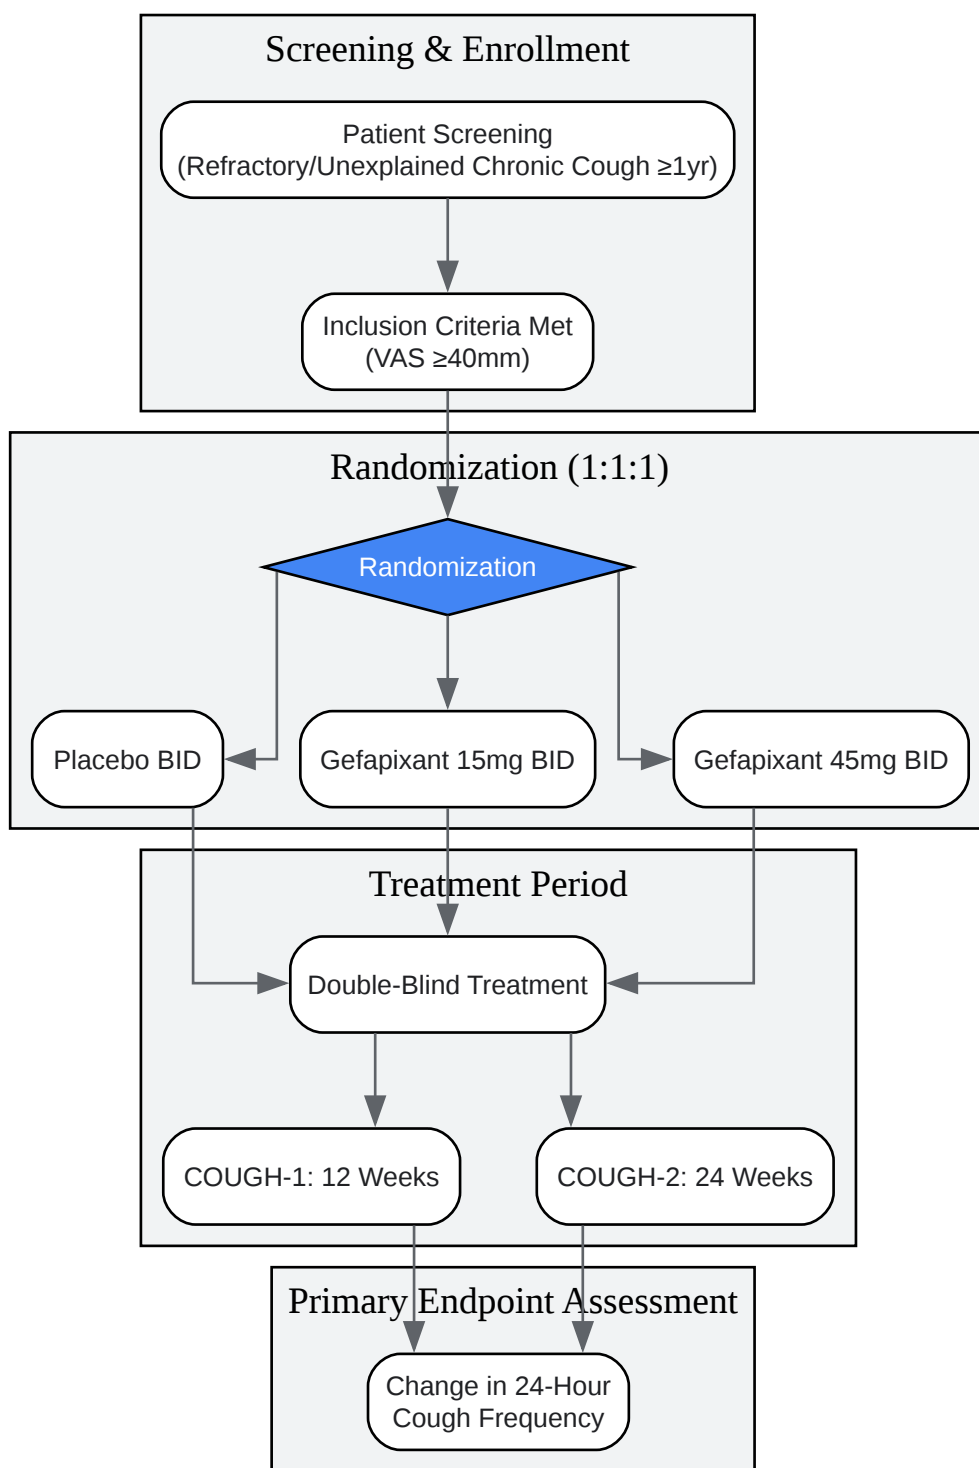 Screening & Enrollment
Patient Screening
(Refractory/Unexplained Chronic Cough ≥1yr)
Inclusion Criteria Met
(VAS ≥40mm)
Randomization (1:1:1)
Randomization
Placebo BID
Gefapixant 15mg BID
Gefapixant 45mg BID
Treatment Period
Double-Blind Treatment
COUGH-1: 12 Weeks
COUGH-2: 24 Weeks
Primary Endpoint Assessment
Change in 24-Hour
Cough Frequency